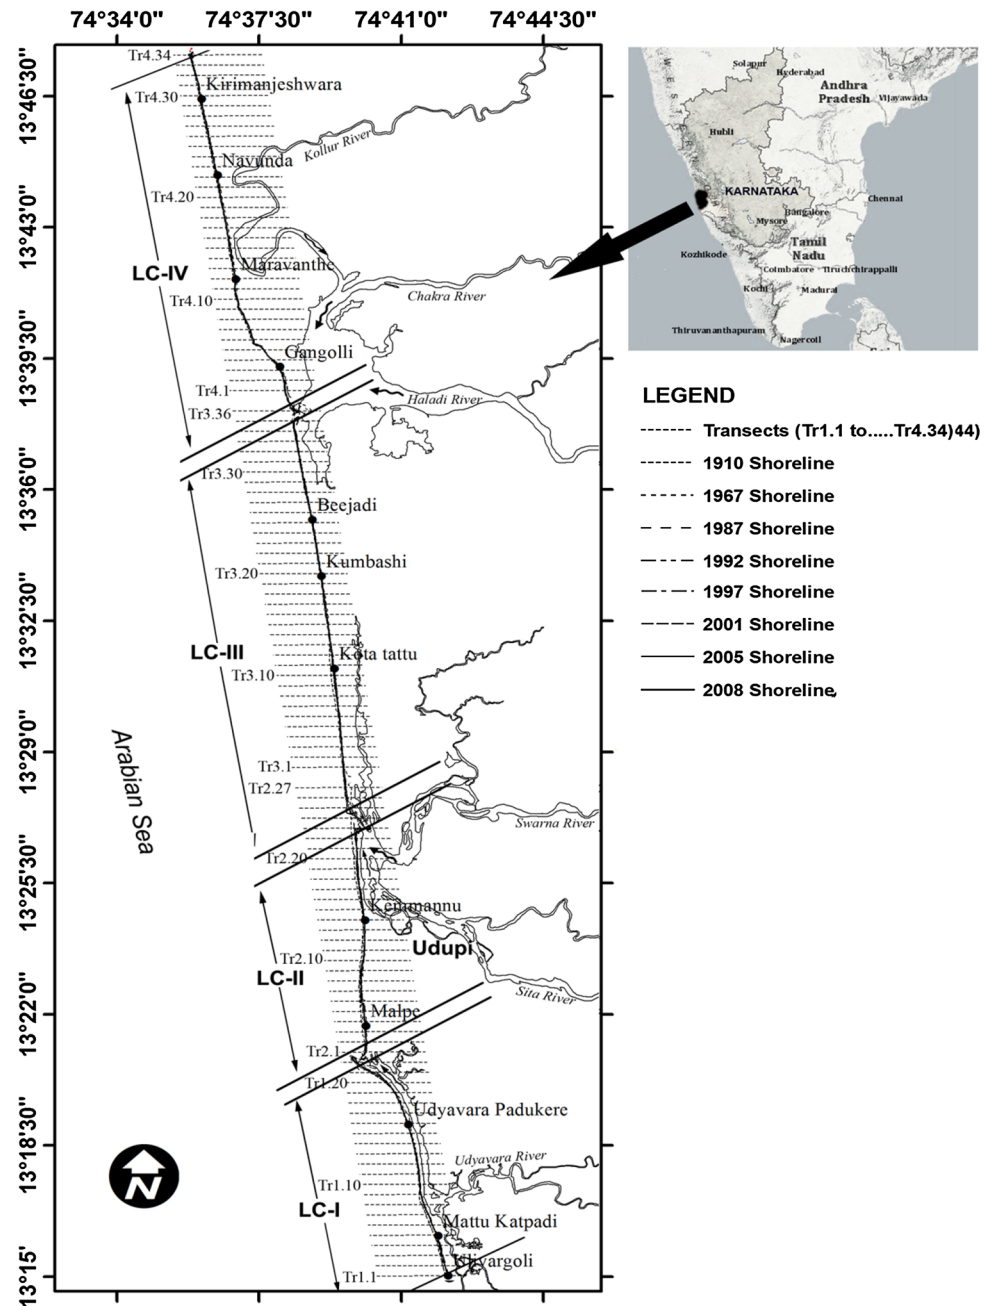 74°34'0" 74°37'30" 74°41'0" 74°44'30"
13°46'30"
13°43'0"
13°39'30"
13°36'0"
13°32'30"
13°29'0"
13°25'30"
13°22'0"
13°18'30"
13°15'
Tr4.34
Kirimanjeshwara
Tr4.30
Kollur River
Navunda
Tr4.20
Maravanthe
LC-IV
Chakra River
Tr4.10
Gangolli
Tr4.1
Haladi River
Tr3.36
Tr3.30
Beejadi
Kumbashi
Tr3.20
LC-III
Kota tattu
Tr3.10
Arabian Sea
Tr3.1
Tr2.27
Swarna River
Tr2.20
Kemmannu
Udupi
Tr2.10
LC-II
Sita River
Malpe
Tr2.1
Tr1.20
Udyavara Padukere
Udyavara River
Tr1.10
LC-I
Mattu Katpadi
Tr1.1
N
Solapur
Hyderabad
Andhra
Pradesh
Vijayawada
Hubli
KARNATAKA
Chennai
Bangalore
Mysore
Tamil
Nadu
Kozhikode
Coimbatore
Tiruchchirappalli
Kochi
Madurai
Thiruvananthapuram
Nagercoil
LEGEND
Transects (Tr1.1 to.....Tr4.34)44)
1910 Shoreline
1967 Shoreline
1987 Shoreline
1992 Shoreline
1997 Shoreline
2001 Shoreline
2005 Shoreline
2008 Shoreline